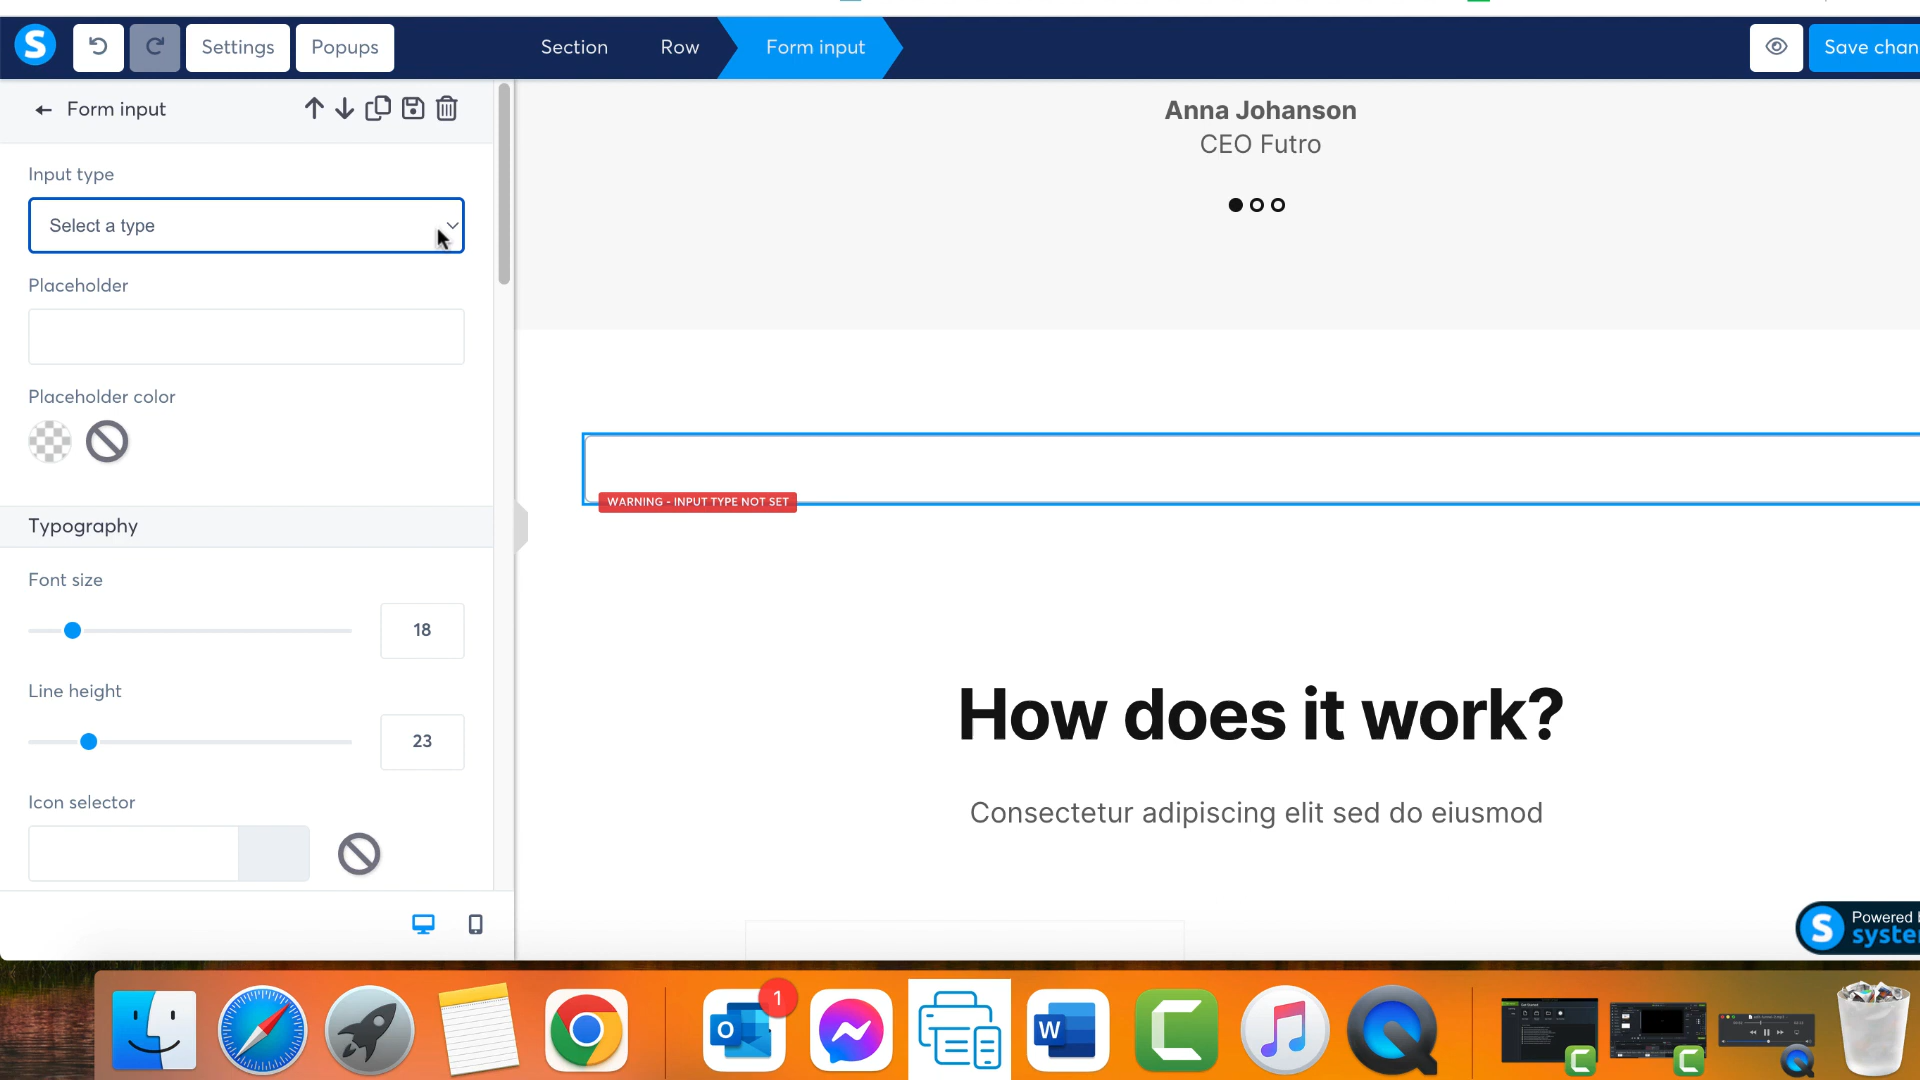 S
Settings
Popups
Section
Row
Form input
Save chan
Form input
Input type
Select a type
Placeholder
Placeholder color
Typography
Font size
18
Line height
23
Icon selector
Anna Johanson
CEO Futro
WARNING - INPUT TYPE NOT SET
How does it work?
Consectetur adipiscing elit sed do eiusmod
S
Powered b
syste
1
O
W